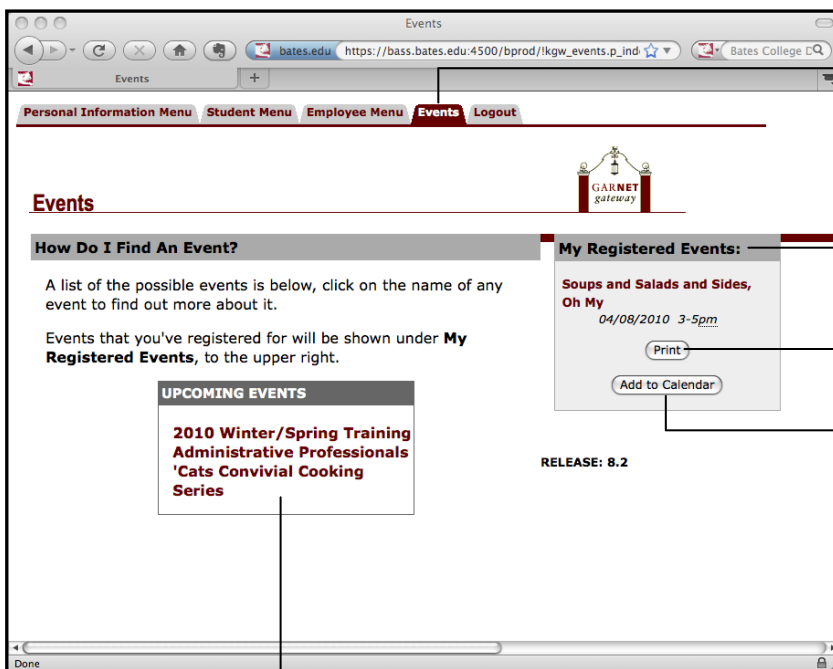 Events
bates.edu https://bass.bates.edu:4500/bprod/!kgw_events.p_ind
Bates College D
Events
+
Personal Information Menu Student Menu Employee Menu Events Logout
GARNET
gateway
Events
How Do I Find An Event?
A list of the possible events is below, click on the name of any
event to find out more about it.
Events that you've registered for will be shown under My
Registered Events, to the upper right.
UPCOMING EVENTS
2010 Winter/Spring Training
Administrative Professionals
'Cats Convivial Cooking
Series
My Registered Events:
Soups and Salads and Sides,
Oh My
04/08/2010 3-5pm
Print
Add to Calendar
RELEASE: 8.2
Done